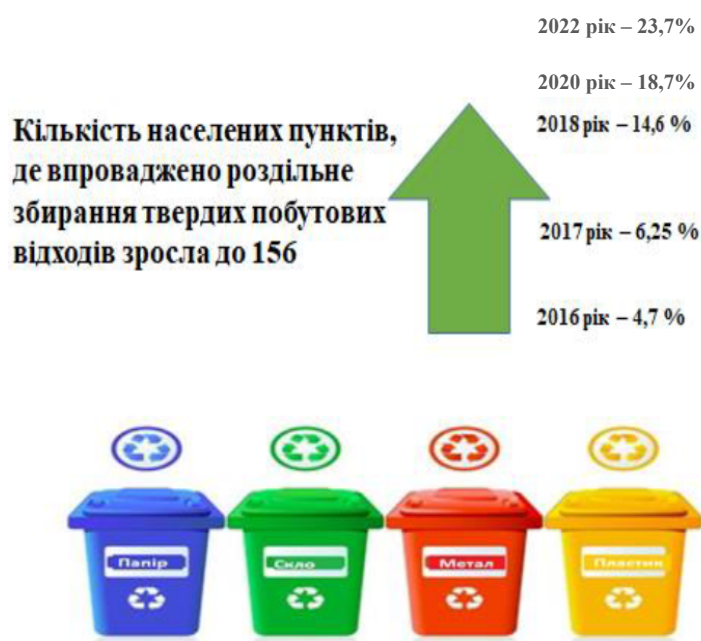 2022 рік – 23,7%
2020 рік – 18,7%
2018 рік – 14,6 %
Кількість населених пунктів,
де впроваджено роздільне
збирання твердих побутових
відходів зросла до 156
2017 рік – 6,25 %
2016 рік – 4,7 %
Папір
Скло
Метал
Пластик